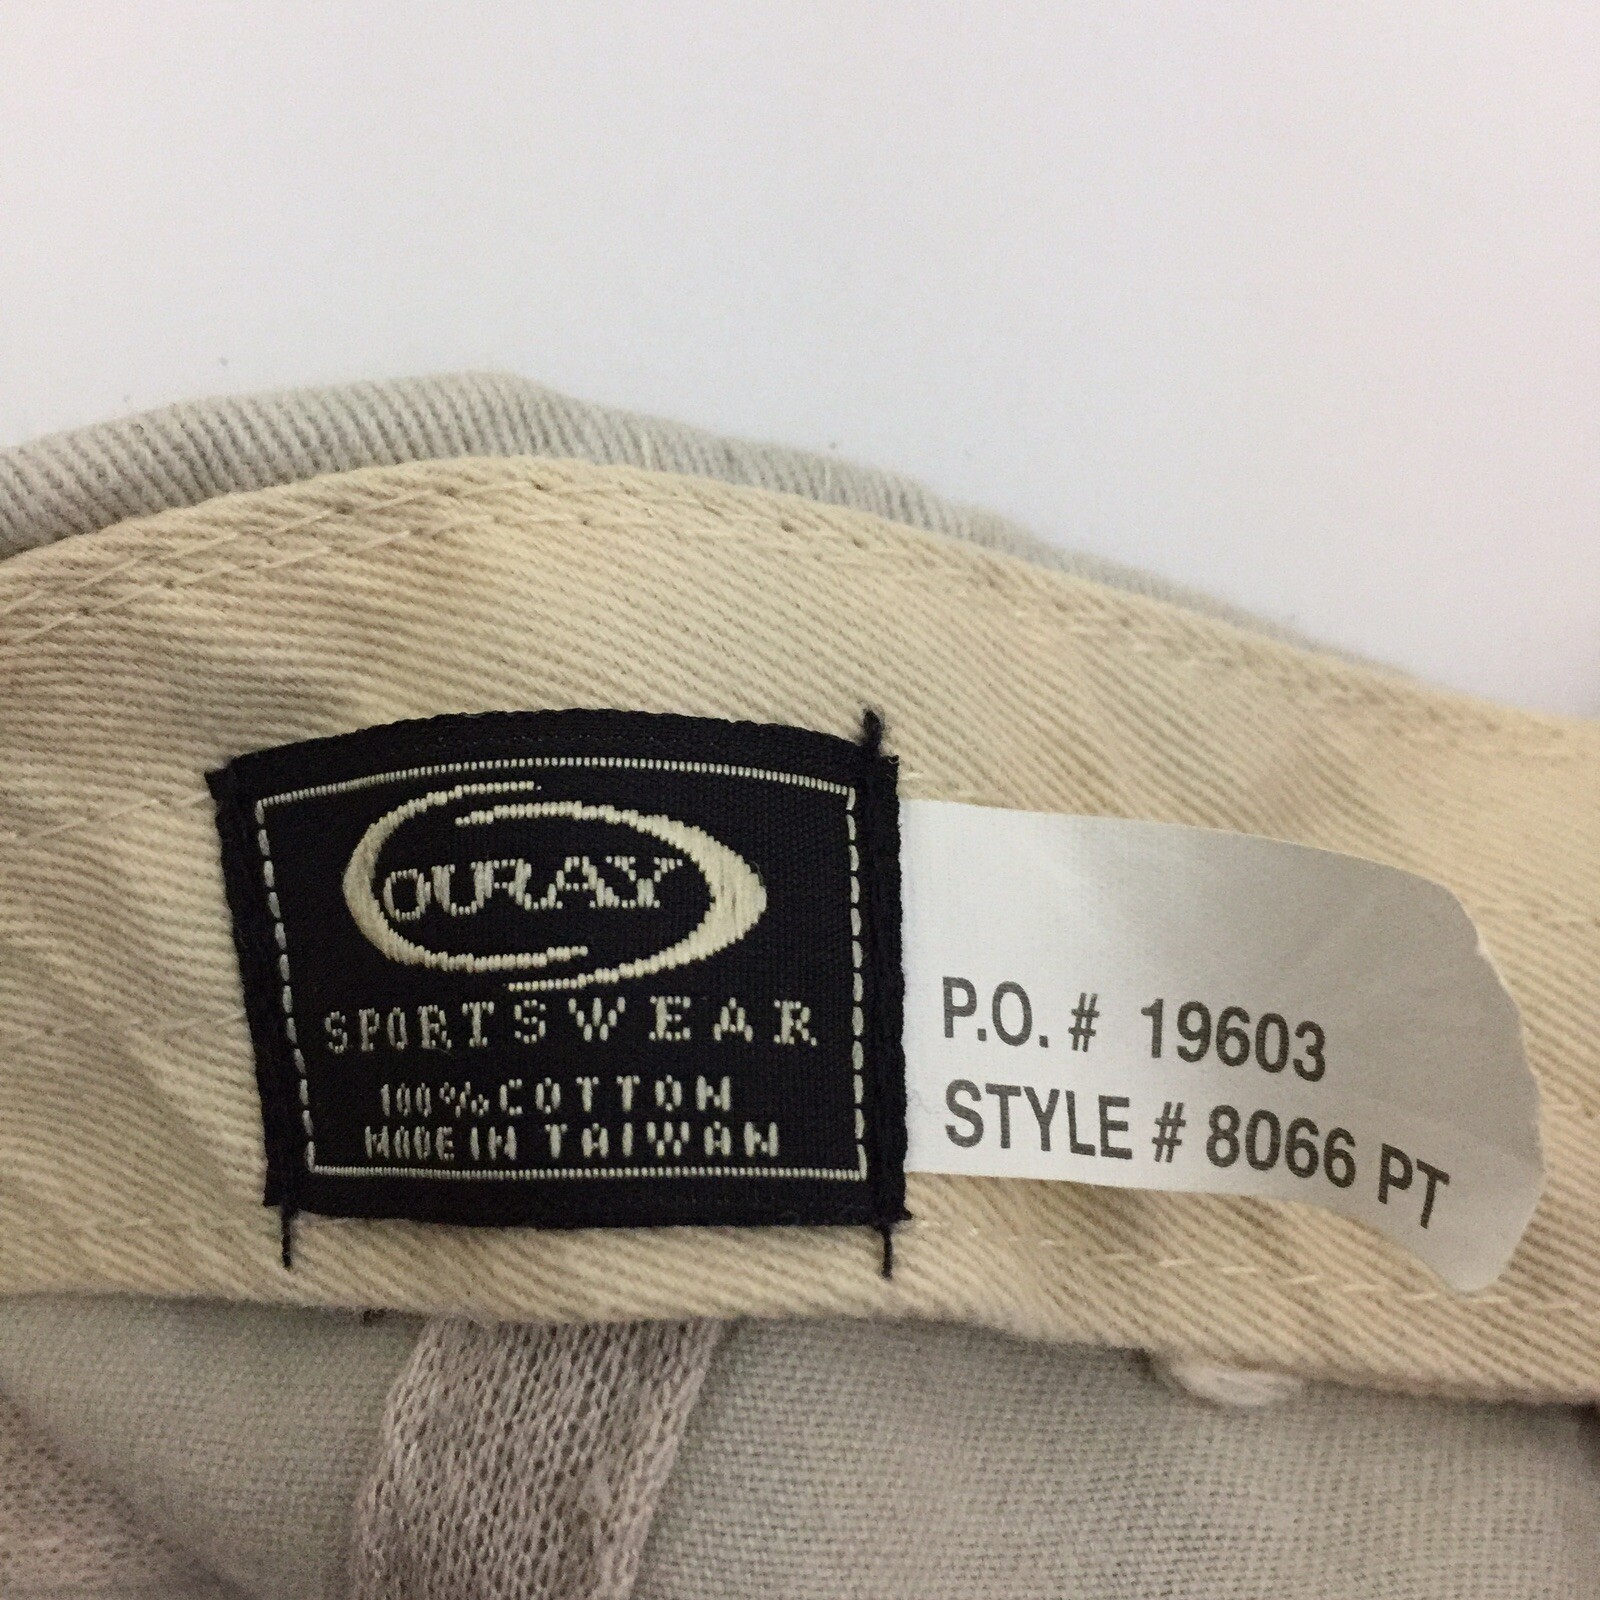 OURAY
SPORTSWEAR
100% COTTON
MADE IN TAIWAN
P.O. # 19603
STYLE # 8066 PT